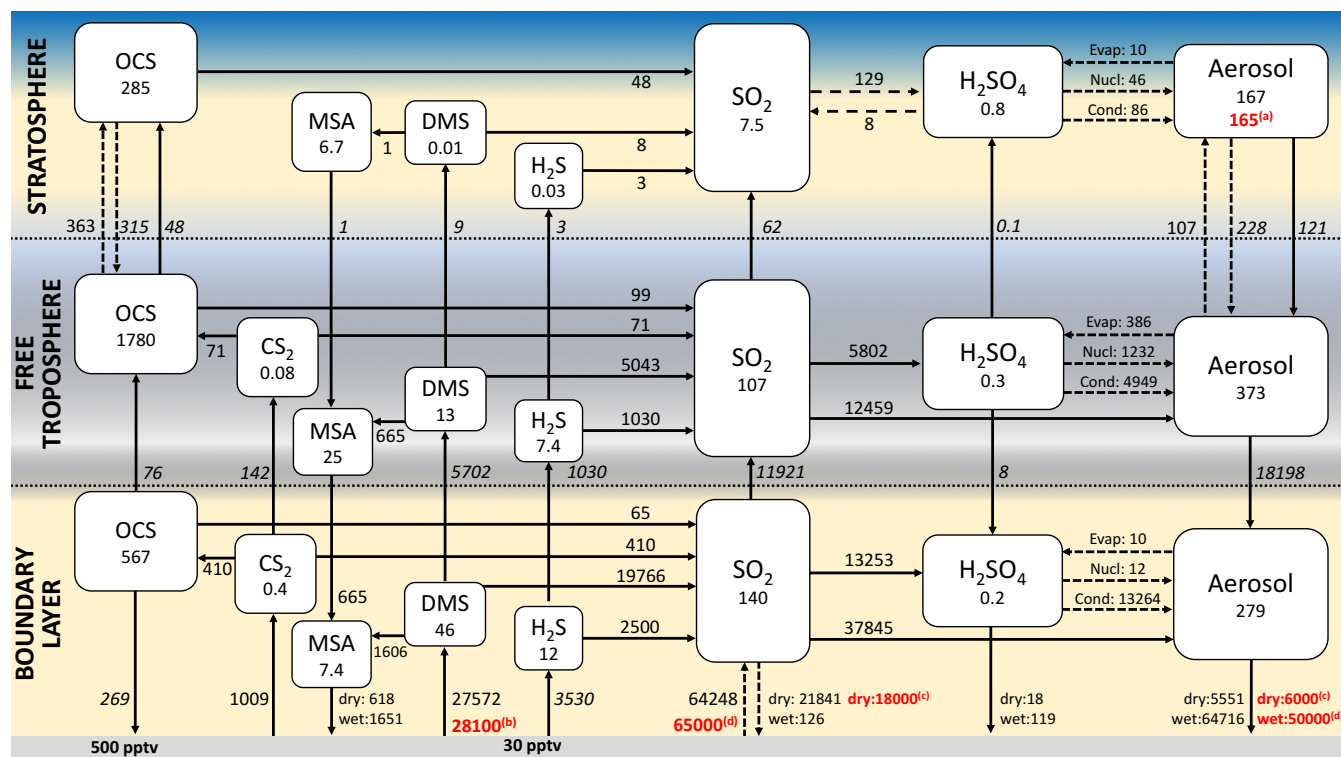 STRATOSPHERE
OCS
285
48
SO₂
7.5
129
8
H₂SO₄
0.8
Evap: 10
Nucl: 46
Cond: 86
Aerosol
167
165(a)
MSA
6.7
1
DMS
0.01
8
H₂S
0.03
3
363
315
48
1
9
3
62
0.1
107
228
121
FREE
TROPOSPHERE
OCS
1780
99
71
71
CS₂
0.08
5043
DMS
13
665
MSA
25
H₂S
7.4
1030
SO₂
107
5802
12459
H₂SO₄
0.3
Evap: 386
Nucl: 1232
Cond: 4949
Aerosol
373
76
142
5702
1030
11921
8
18198
BOUNDARY
LAYER
OCS
567
65
410
410
CS₂
0.4
19766
DMS
46
665
1606
MSA
7.4
H₂S
12
2500
SO₂
140
13253
37845
H₂SO₄
0.2
Evap: 10
Nucl: 12
Cond: 13264
Aerosol
279
269
1009
dry: 618
wet:1651
27572
28100(b)
3530
64248
65000(d)
dry: 21841 dry:18000(c)
wet:126
dry:18
wet:119
dry:5551 dry:6000(c)
wet:64716 wet:50000(d)
500 pptv
30 pptv